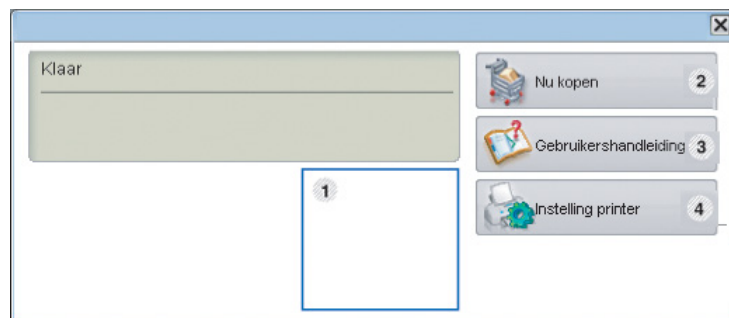 Klaar
Nu kopen 2
Gebruikershandleiding 3
1
Instelling printer 4